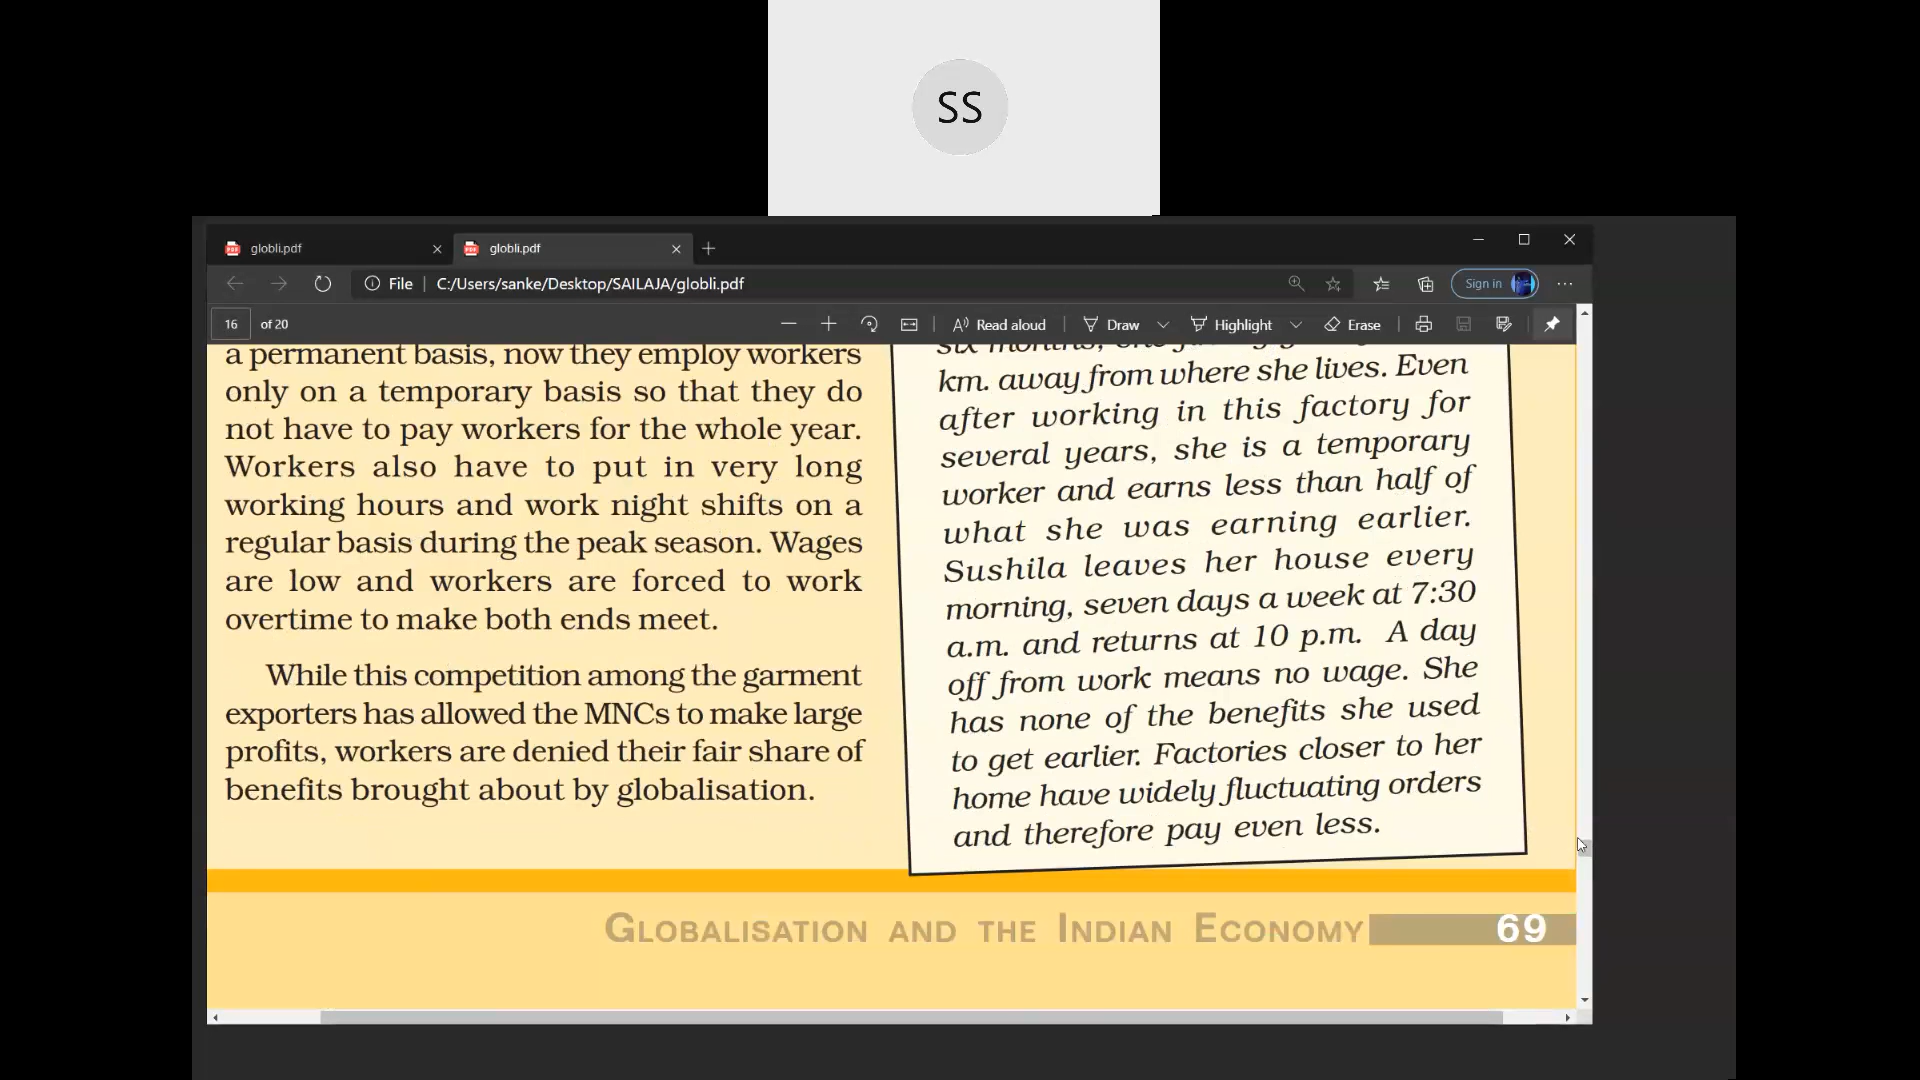 SS
globli.pdf
globli.pdf
File
C:/Users/sanke/Desktop/SAILAJA/globli.pdf
Sign in
16 of 20
Read aloud
Draw
Highlight
Erase
a permanent basis, now they employ workers
only on a temporary basis so that they do
not have to pay workers for the whole year.
Workers also have to put in very long
working hours and work night shifts on a
regular basis during the peak season. Wages
are low and workers are forced to work
overtime to make both ends meet.
While this competition among the garment
exporters has allowed the MNCs to make large
profits, workers are denied their fair share of
benefits brought about by globalisation.
six months,
km. away from where she lives. Even
after working in this factory for
several years, she is a temporary
worker and earns less than half of
what she was earning earlier.
Sushila leaves her house every
morning, seven days a week at 7:30
a.m. and returns at 10 p.m. A day
off from work means no wage. She
has none of the benefits she used
to get earlier. Factories closer to her
home have widely fluctuating orders
and therefore pay even less.
GLOBALISATION AND THE INDIAN ECONOMY
69